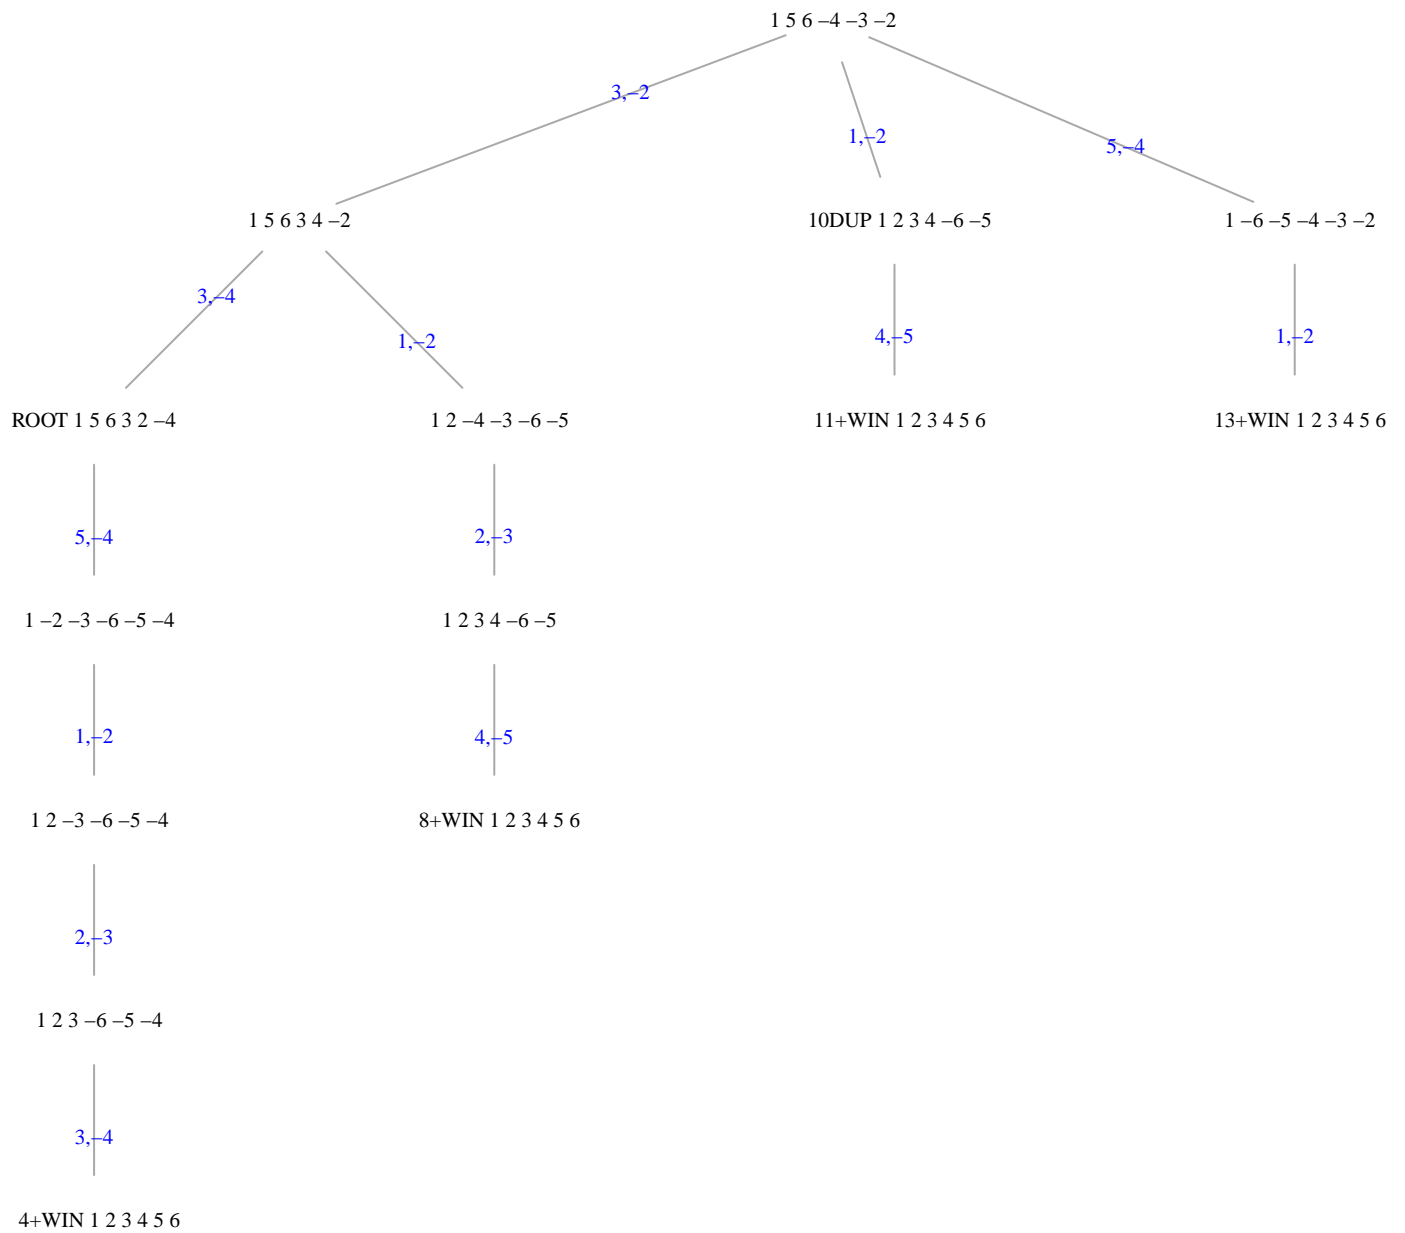 1 5 6 –4 –3 –2
3,–2
1,–2
5,–4
1 5 6 3 4 –2
10DUP 1 2 3 4 –6 –5
1 –6 –5 –4 –3 –2
3,–4
1,–2
4,–5
1,–2
ROOT 1 5 6 3 2 –4
1 2 –4 –3 –6 –5
11+WIN 1 2 3 4 5 6
13+WIN 1 2 3 4 5 6
5,–4
2,–3
1 –2 –3 –6 –5 –4
1 2 3 4 –6 –5
1,–2
4,–5
1 2 –3 –6 –5 –4
8+WIN 1 2 3 4 5 6
2,–3
1 2 3 –6 –5 –4
3,–4
4+WIN 1 2 3 4 5 6